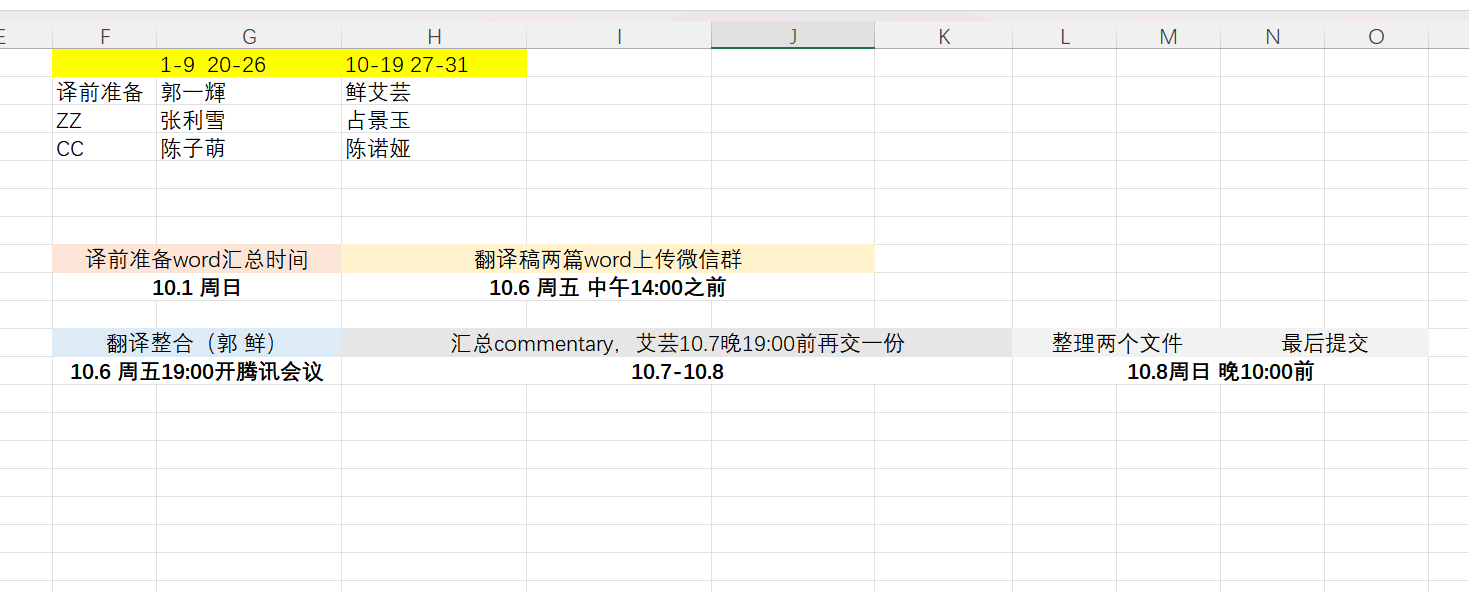 E F G H I J K L M N O
1-9 20-26 10-19 27-31
译前准备 郭一輝 鲜艾芸
ZZ 张利雪 占景玉
CC 陈子萌 陈诺娅
译前准备word汇总时间 翻译稿两篇word上传微信群
10.1 周日 10.6 周五 中午14:00之前
翻译整合（郭 鲜） 汇总commentary，艾芸10.7晚19:00前再交一份 整理两个文件 最后提交
10.6 周五19:00开腾讯会议 10.7-10.8 10.8周日 晚10:00前